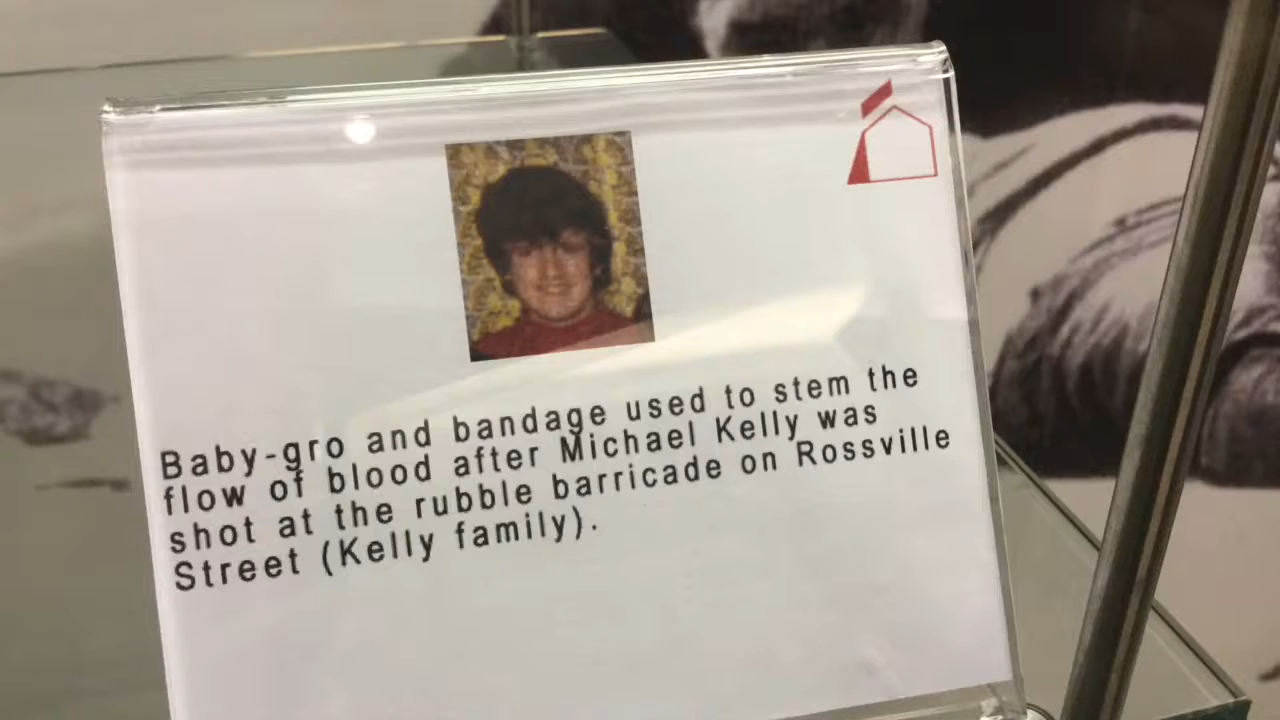 Baby-gro and bandage used to stem the
flow of blood after Michael Kelly was
shot at the rubble barricade on Rossville
Street (Kelly family).